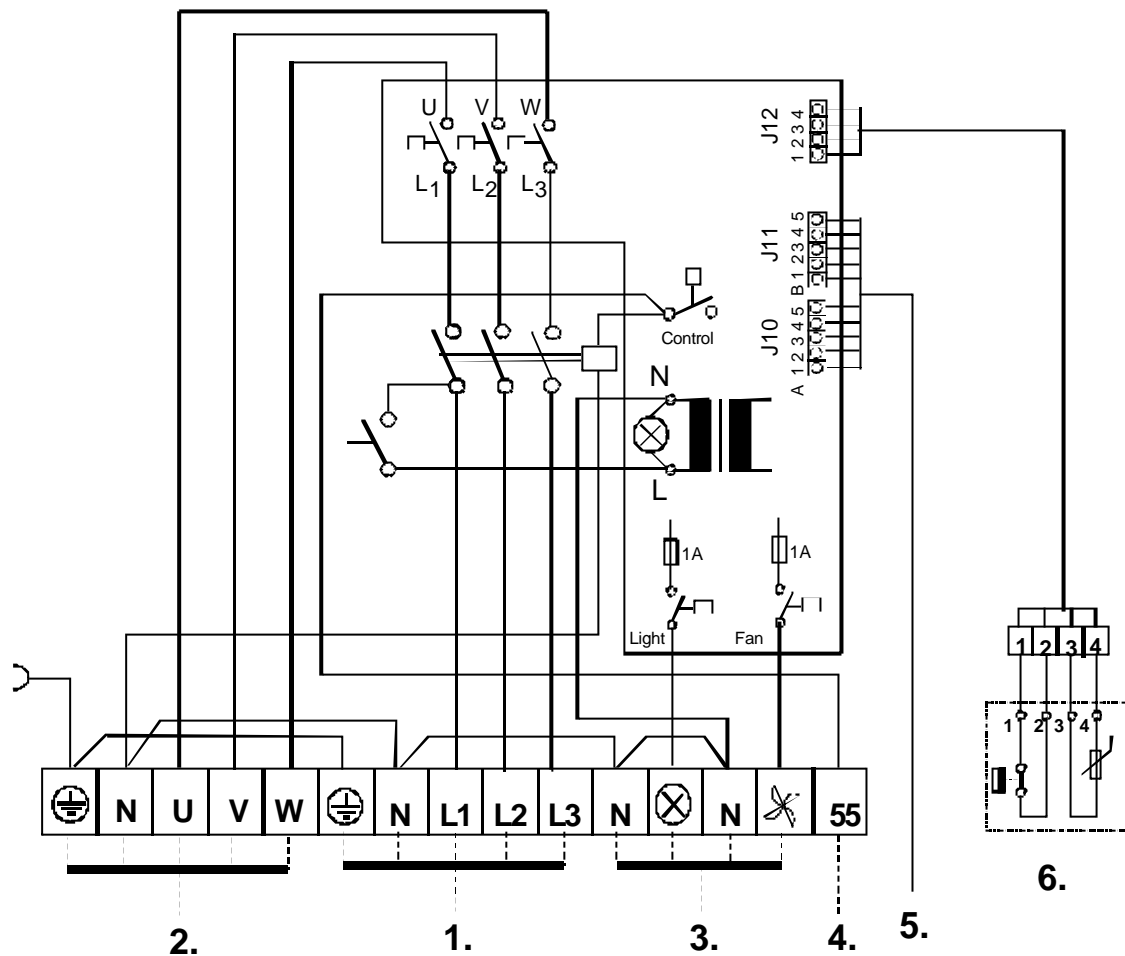 U V W
J12
1 2 3 4
L1 L2 L3
J11
B 1 2 3 4 5
Control
J10
A 1 2 3 4 5
N
L
1A 1A
Light Fan
1 2 3 4
1 2 3 4
N U V W N L1 L2 L3 N N 55
6.
2. 1. 3. 4. 5.